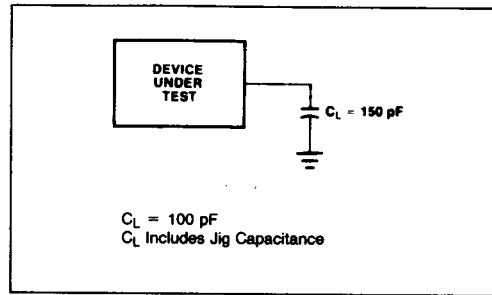 DEVICE
UNDER
TEST
C_L = 150 pF
C_L = 100 pF
C_L Includes Jig Capacitance